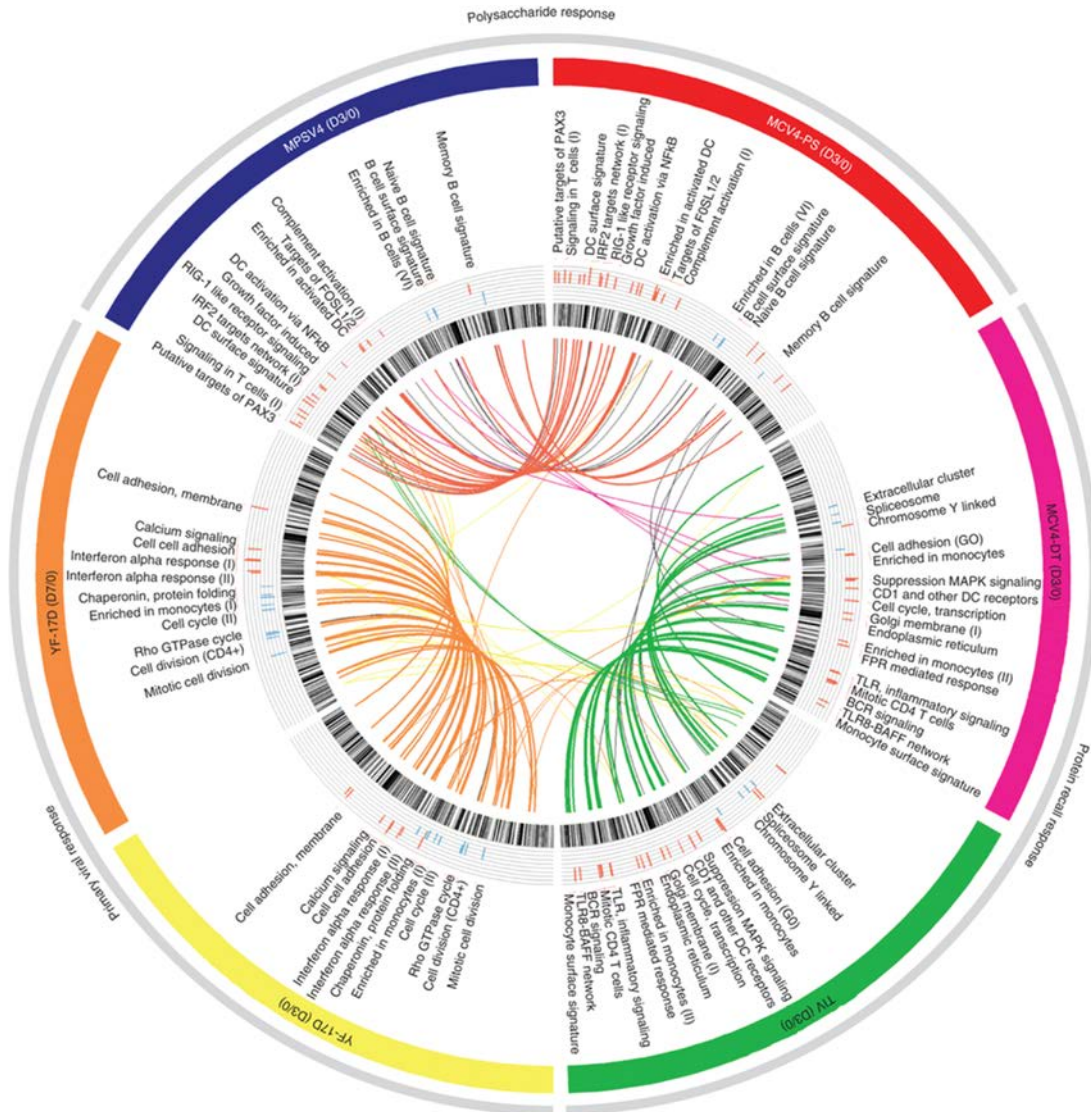 Polysaccharide response
MPSV4 (D3/0)
MCV4-PS (D3/0)
MCV4-DT (D3/0)
TIV (D3/0)
YF-17D (D3/0)
YF-17D (D7/0)
Primary viral response
Protein recall response
Putative targets of PAX3
Signaling in T cells (I)
DC surface signature
IRF2 targets network (I)
RIG-1 like receptor signaling
Growth factor induced
DC activation via NFkB
Enriched in activated DC
Targets of F0SL1/2
Complement activation (I)
Enriched in B cells (VI)
B cell surface signature
Naive B cell signature
Memory B cell signature
Extracellular cluster
Spliceosome
Chromosome Y linked
Cell adhesion (GO)
Enriched in monocytes
Suppression MAPK signaling
CD1 and other DC receptors
Cell cycle, transcription
Golgi membrane (I)
Endoplasmic reticulum
Enriched in monocytes (II)
FPR mediated response
TLR, inflammatory signaling
Mitotic CD4 T cells
BCR signaling
TLR8-BAFF network
Monocyte surface signature
Extracellular cluster
Spliceosome
Chromosome Y linked
Cell adhesion (G0)
Enriched in monocytes
Suppression MAPK signaling
CD1 and other DC receptors
Cell cycle, transcription
Golgi membrane (I)
Endoplasmic reticulum
Enriched in monocytes (II)
FPR mediated response
TLR, inflammatory signaling
Mitotic CD4 T cells
BCR signaling
TLR8-BAFF network
Monocyte surface signature
Mitotic cell division
Cell division (CD4+)
Rho GTPase cycle
Cell cycle (II)
Enriched in monocytes (I)
Chaperonin, protein folding
Interferon alpha response (II)
Interferon alpha response (I)
Cell cell adhesion
Calcium signaling
Cell adhesion, membrane
Mitotic cell division
Cell division (CD4+)
Rho GTPase cycle
Cell cycle (II)
Enriched in monocytes (I)
Chaperonin, protein folding
Interferon alpha response (II)
Interferon alpha response (I)
Cell cell adhesion
Calcium signaling
Cell adhesion, membrane
Putative targets of PAX3
Signaling in T cells (I)
DC surface signature
IRF2 targets network (I)
RIG-1 like receptor signaling
Growth factor induced
DC activation via NFkB
Enriched in activated DC
Targets of FOSL1/2
Complement activation (I)
Enriched in B cells (VI)
B cell surface signature
Naive B cell signature
Memory B cell signature